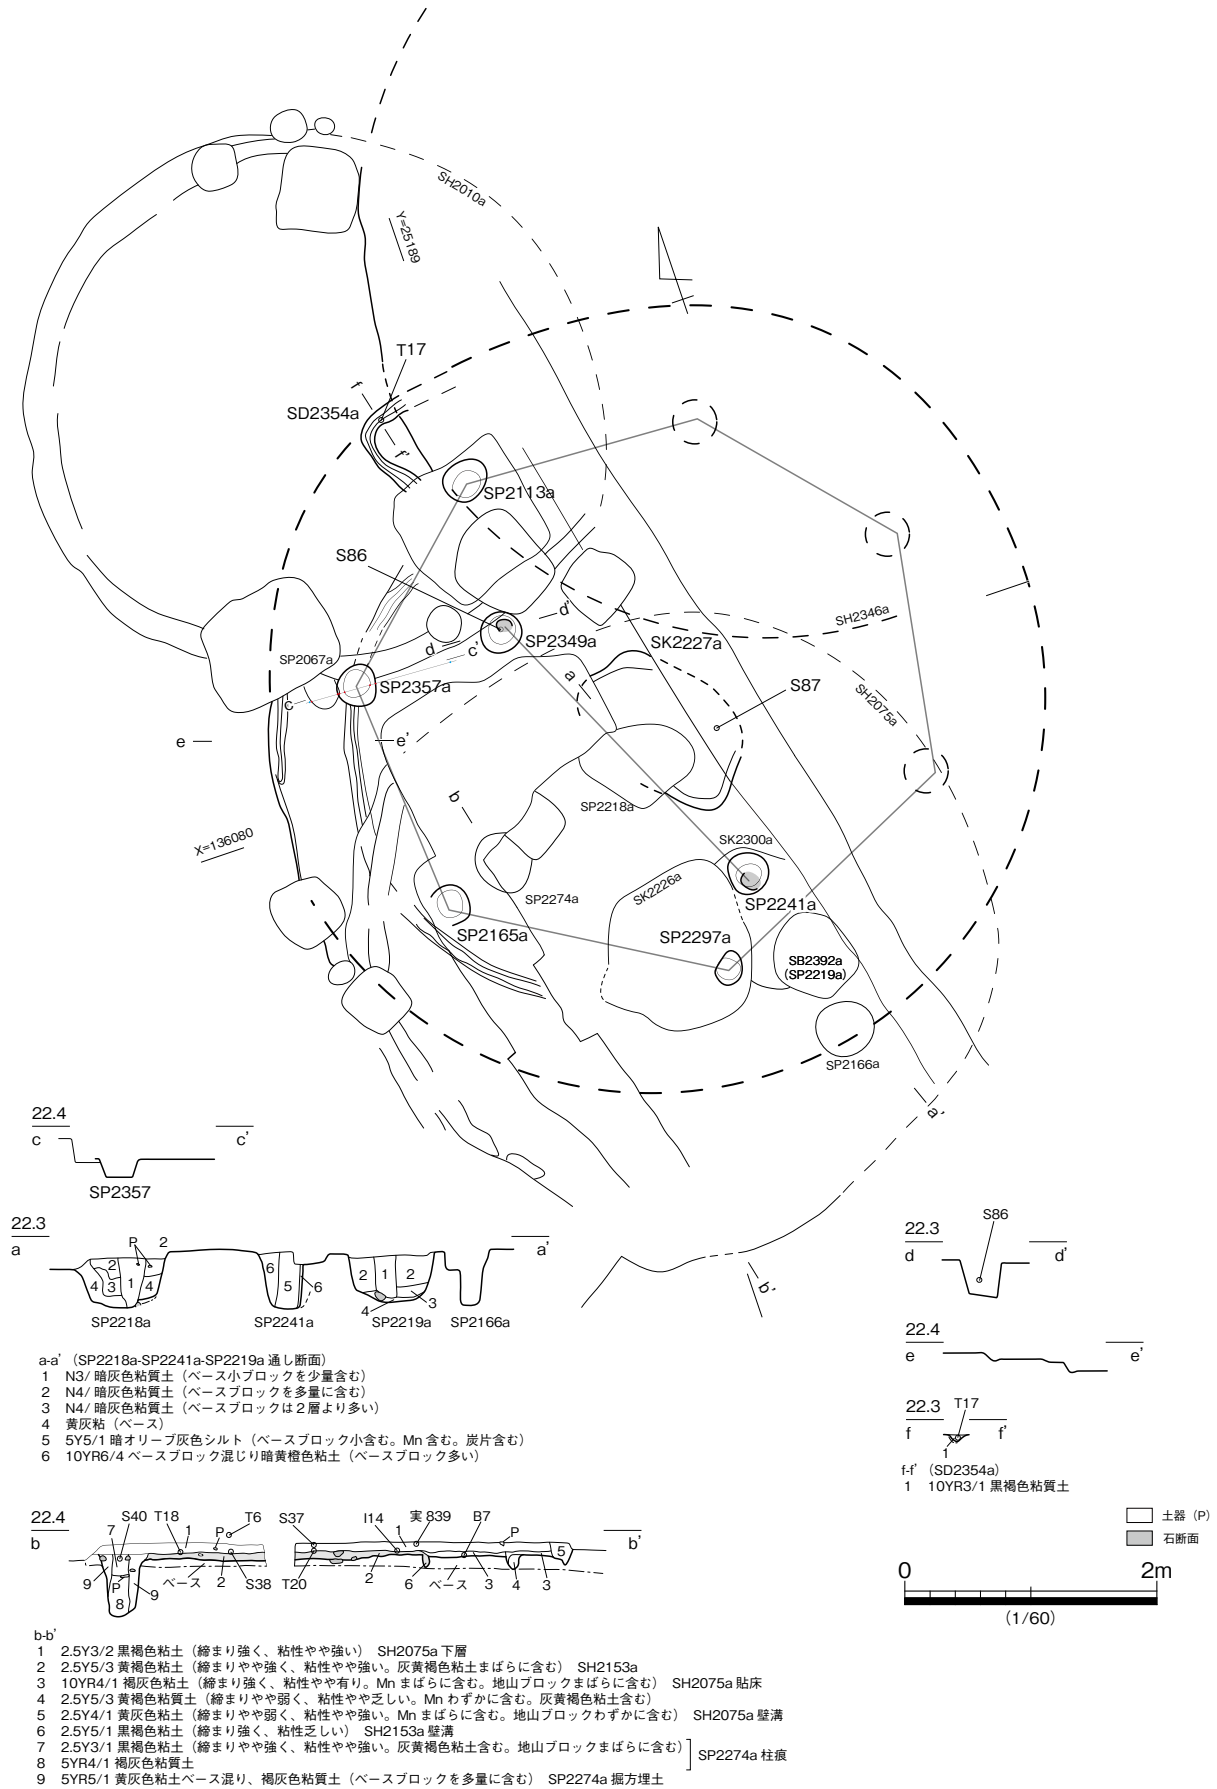 SH2010a
Y=25189
T17
f
SD2354a
f'
SP2113a
S86
d'
SH2346a
SP2349a
SK2227a
d
c'
SP2067a
SP2357a
a
S87
SH2075a
c
e
e'
b
SP2218a
X=136080
SK2300a
SK2226a
SP2274a
SP2241a
SP2165a
SP2297a
SB2392a
(SP2219a)
SP2166a
a'
b'
22.4
c
c'
SP2357
22.3
a
P
2
a'
2
4
3
1
4
6
5
6
2
1
2
4
3
SP2218a
SP2241a
SP2219a
SP2166a
a-a'（SP2218a-SP2241a-SP2219a 通し断面）
1 N3/ 暗灰色粘質土（ベース小ブロックを少量含む）
2 N4/ 暗灰色粘質土（ベースブロックを多量に含む）
3 N4/ 暗灰色粘質土（ベースブロックは２層より多い）
4 黄灰粘（ベース）
5 5Y5/1 暗オリーブ灰色シルト（ベースブロック小含む。Mn 含む。炭片含む）
6 10YR6/4 ベースブロック混じり暗黄橙色粘土（ベースブロック多い）
22.3
S86
d
d'
22.4
e
e'
22.3
T17
f
f'
1
f-f'（SD2354a）
1 10YR3/1 黒褐色粘質土
22.4
b
7
S40
T18
1
P
T6
S37
I14
1
実 839
B7
P
b'
5
9
P
8
9
ベース
2
S38
T20
2
6
ベース
3
4
3
土器（P）
石断面
0
2m
(1/60)
b-b'
1 2.5Y3/2 黒褐色粘土（締まり強く、粘性やや強い） SH2075a 下層
2 2.5Y5/3 黄褐色粘土（締まりやや強く、粘性やや強い。灰黄褐色粘土まばらに含む） SH2153a
3 10YR4/1 褐灰色粘土（締まり強く、粘性やや有り。Mn まばらに含む。地山ブロックまばらに含む） SH2075a 貼床
4 2.5Y5/3 黄褐色粘質土（締まりやや弱く、粘性やや乏しい。Mn わずかに含む。灰黄褐色粘土含む）
5 2.5Y4/1 黄灰色粘土（締まりやや弱く、粘性やや強い。Mn まばらに含む。地山ブロックわずかに含む） SH2075a 壁溝
6 2.5Y5/1 黒褐色粘土（締まり強く、粘性乏しい） SH2153a 壁溝
7 2.5Y3/1 黒褐色粘土（締まりやや強く、粘性やや強い。灰黄褐色粘土含む。地山ブロックまばらに含む）
8 5YR4/1 褐灰色粘質土
SP2274a 柱痕
9 5YR5/1 黄灰色粘土ベース混り、褐灰色粘質土（ベースブロックを多量に含む） SP2274a 掘方埋土